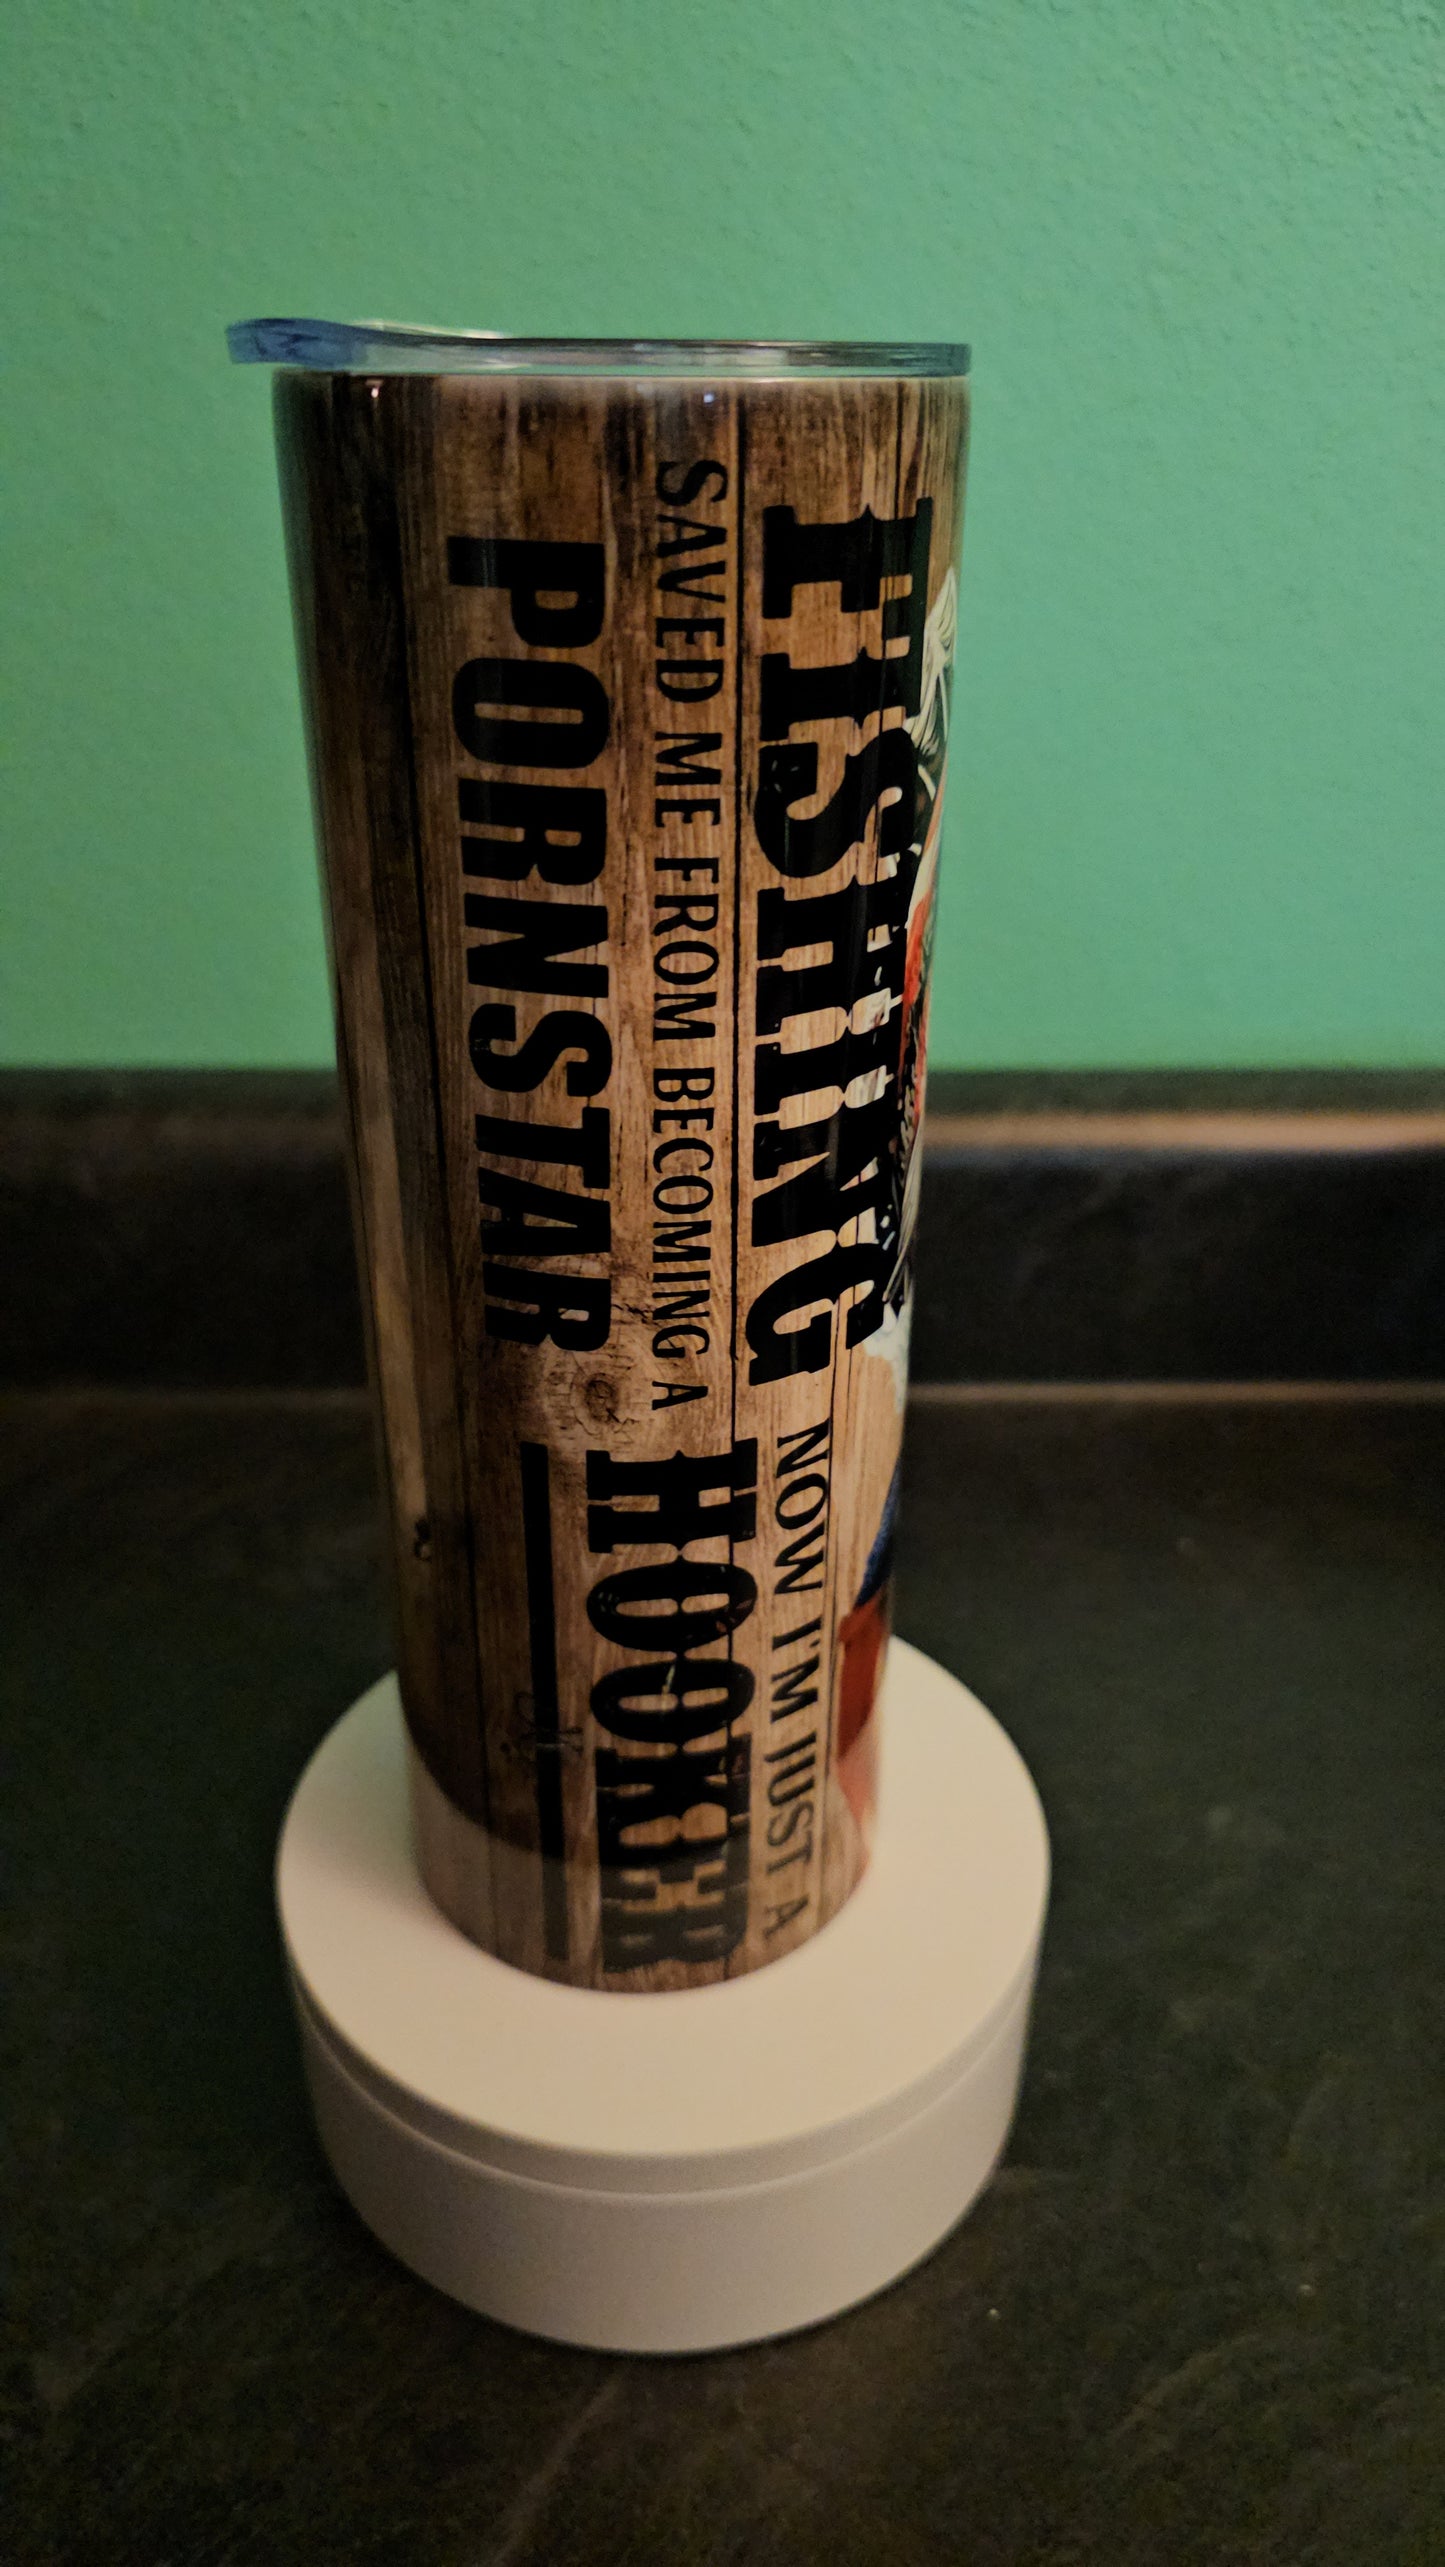 FISHING
SAVED ME FROM BECOMING A
PORNSTAR
NOW I'M JUST A
HOOKER